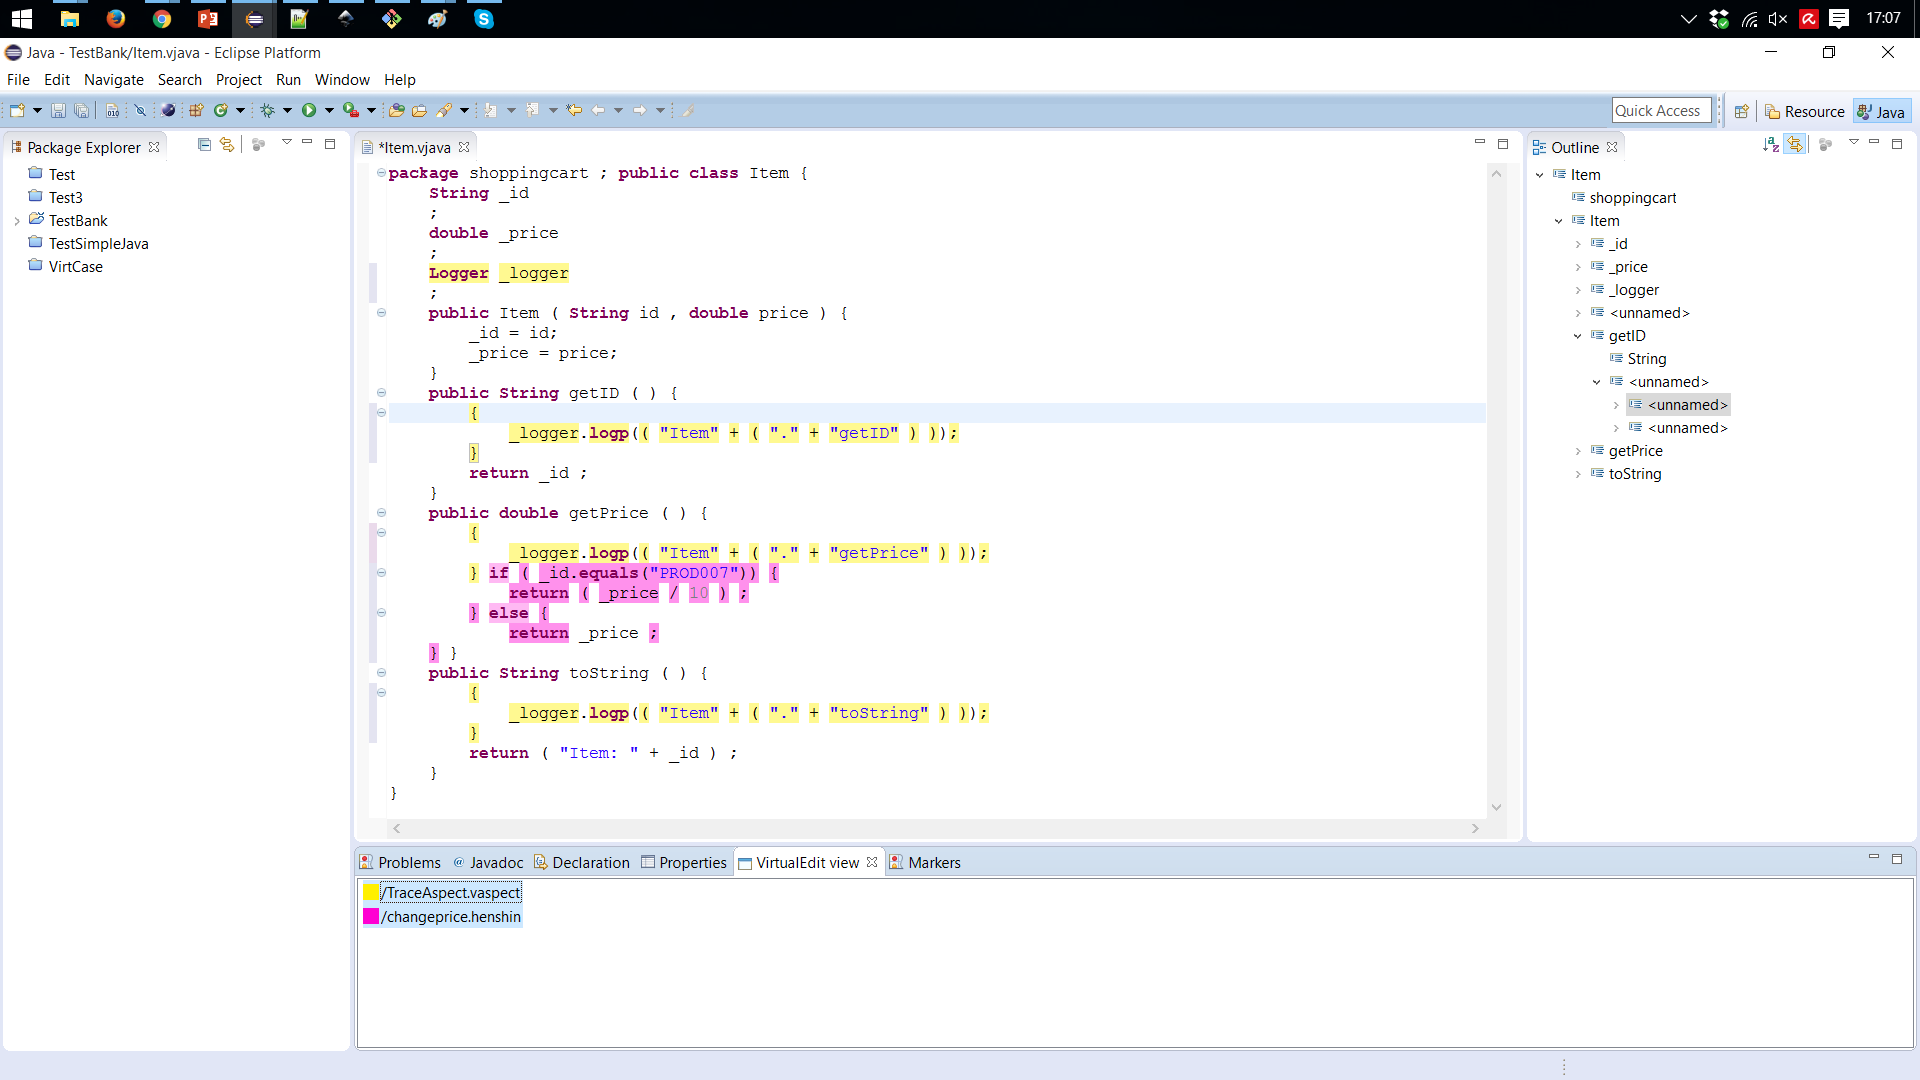 17:07
Java - TestBank/Item.vjava - Eclipse Platform
File Edit Navigate Search Project Run Window Help
Quick Access
Resource
Java
Package Explorer
Test
Test3
TestBank
TestSimpleJava
VirtCase
*Item.vjava
package shoppingcart ; public class Item {
String _id
;
double _price
;
Logger _logger
;
public Item ( String id , double price ) {
_id = id;
_price = price;
}
public String getID ( ) {
{
_logger.logp(( "Item" + ( "." + "getID" ) ));
}
return _id ;
}
public double getPrice ( ) {
{
_logger.logp(( "Item" + ( "." + "getPrice" ) ));
} if ( _id.equals("PROD007")) {
return ( _price / 10 ) ;
} else {
return _price ;
} }
public String toString ( ) {
{
_logger.logp(( "Item" + ( "." + "toString" ) ));
}
return ( "Item: " + _id ) ;
}
}
Outline
Item
shoppingcart
Item
_id
_price
_logger
<unnamed>
getID
String
<unnamed>
<unnamed>
<unnamed>
getPrice
toString
Problems @ Javadoc Declaration Properties VirtualEdit view Markers
/TraceAspect.vaspect
/changeprice.henshin